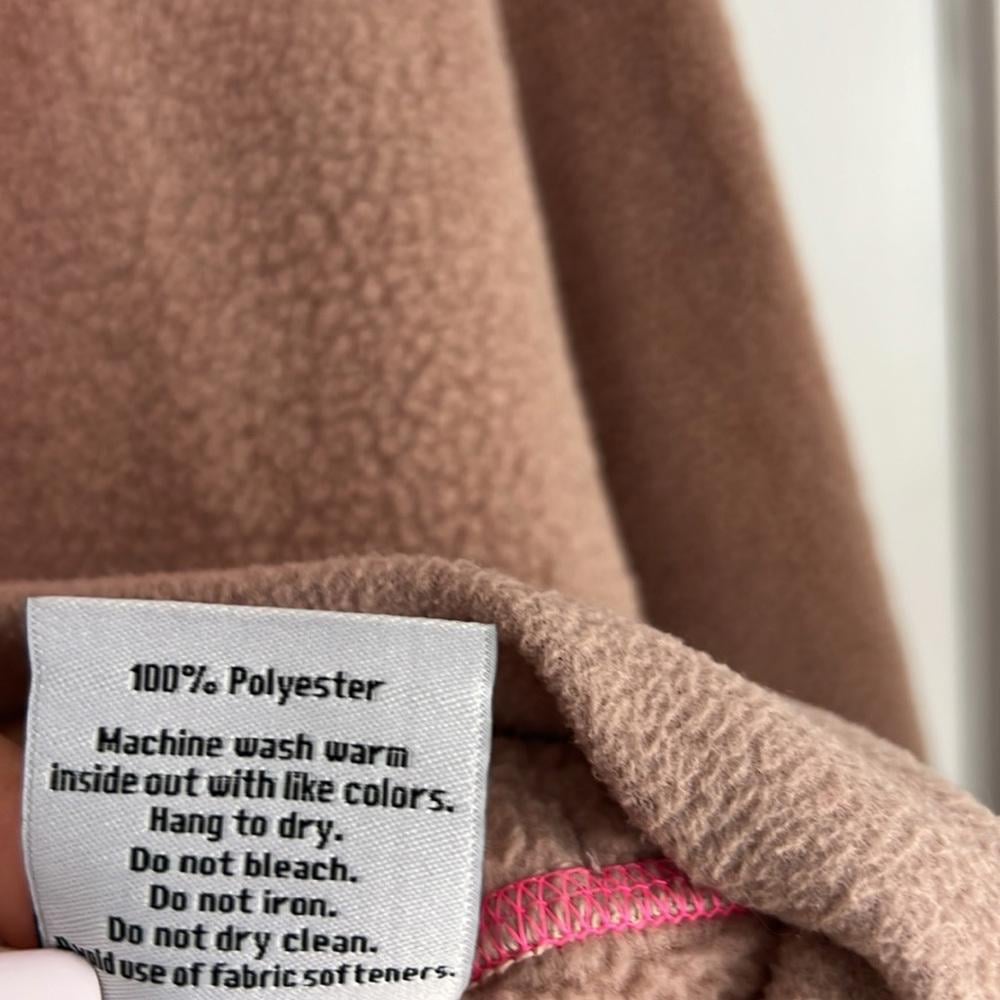 100% Polyester
Machine wash warm
inside out with like colors.
Hang to dry.
Do not bleach.
Do not iron.
Do not dry clean.
Avoid use of fabric softeners.